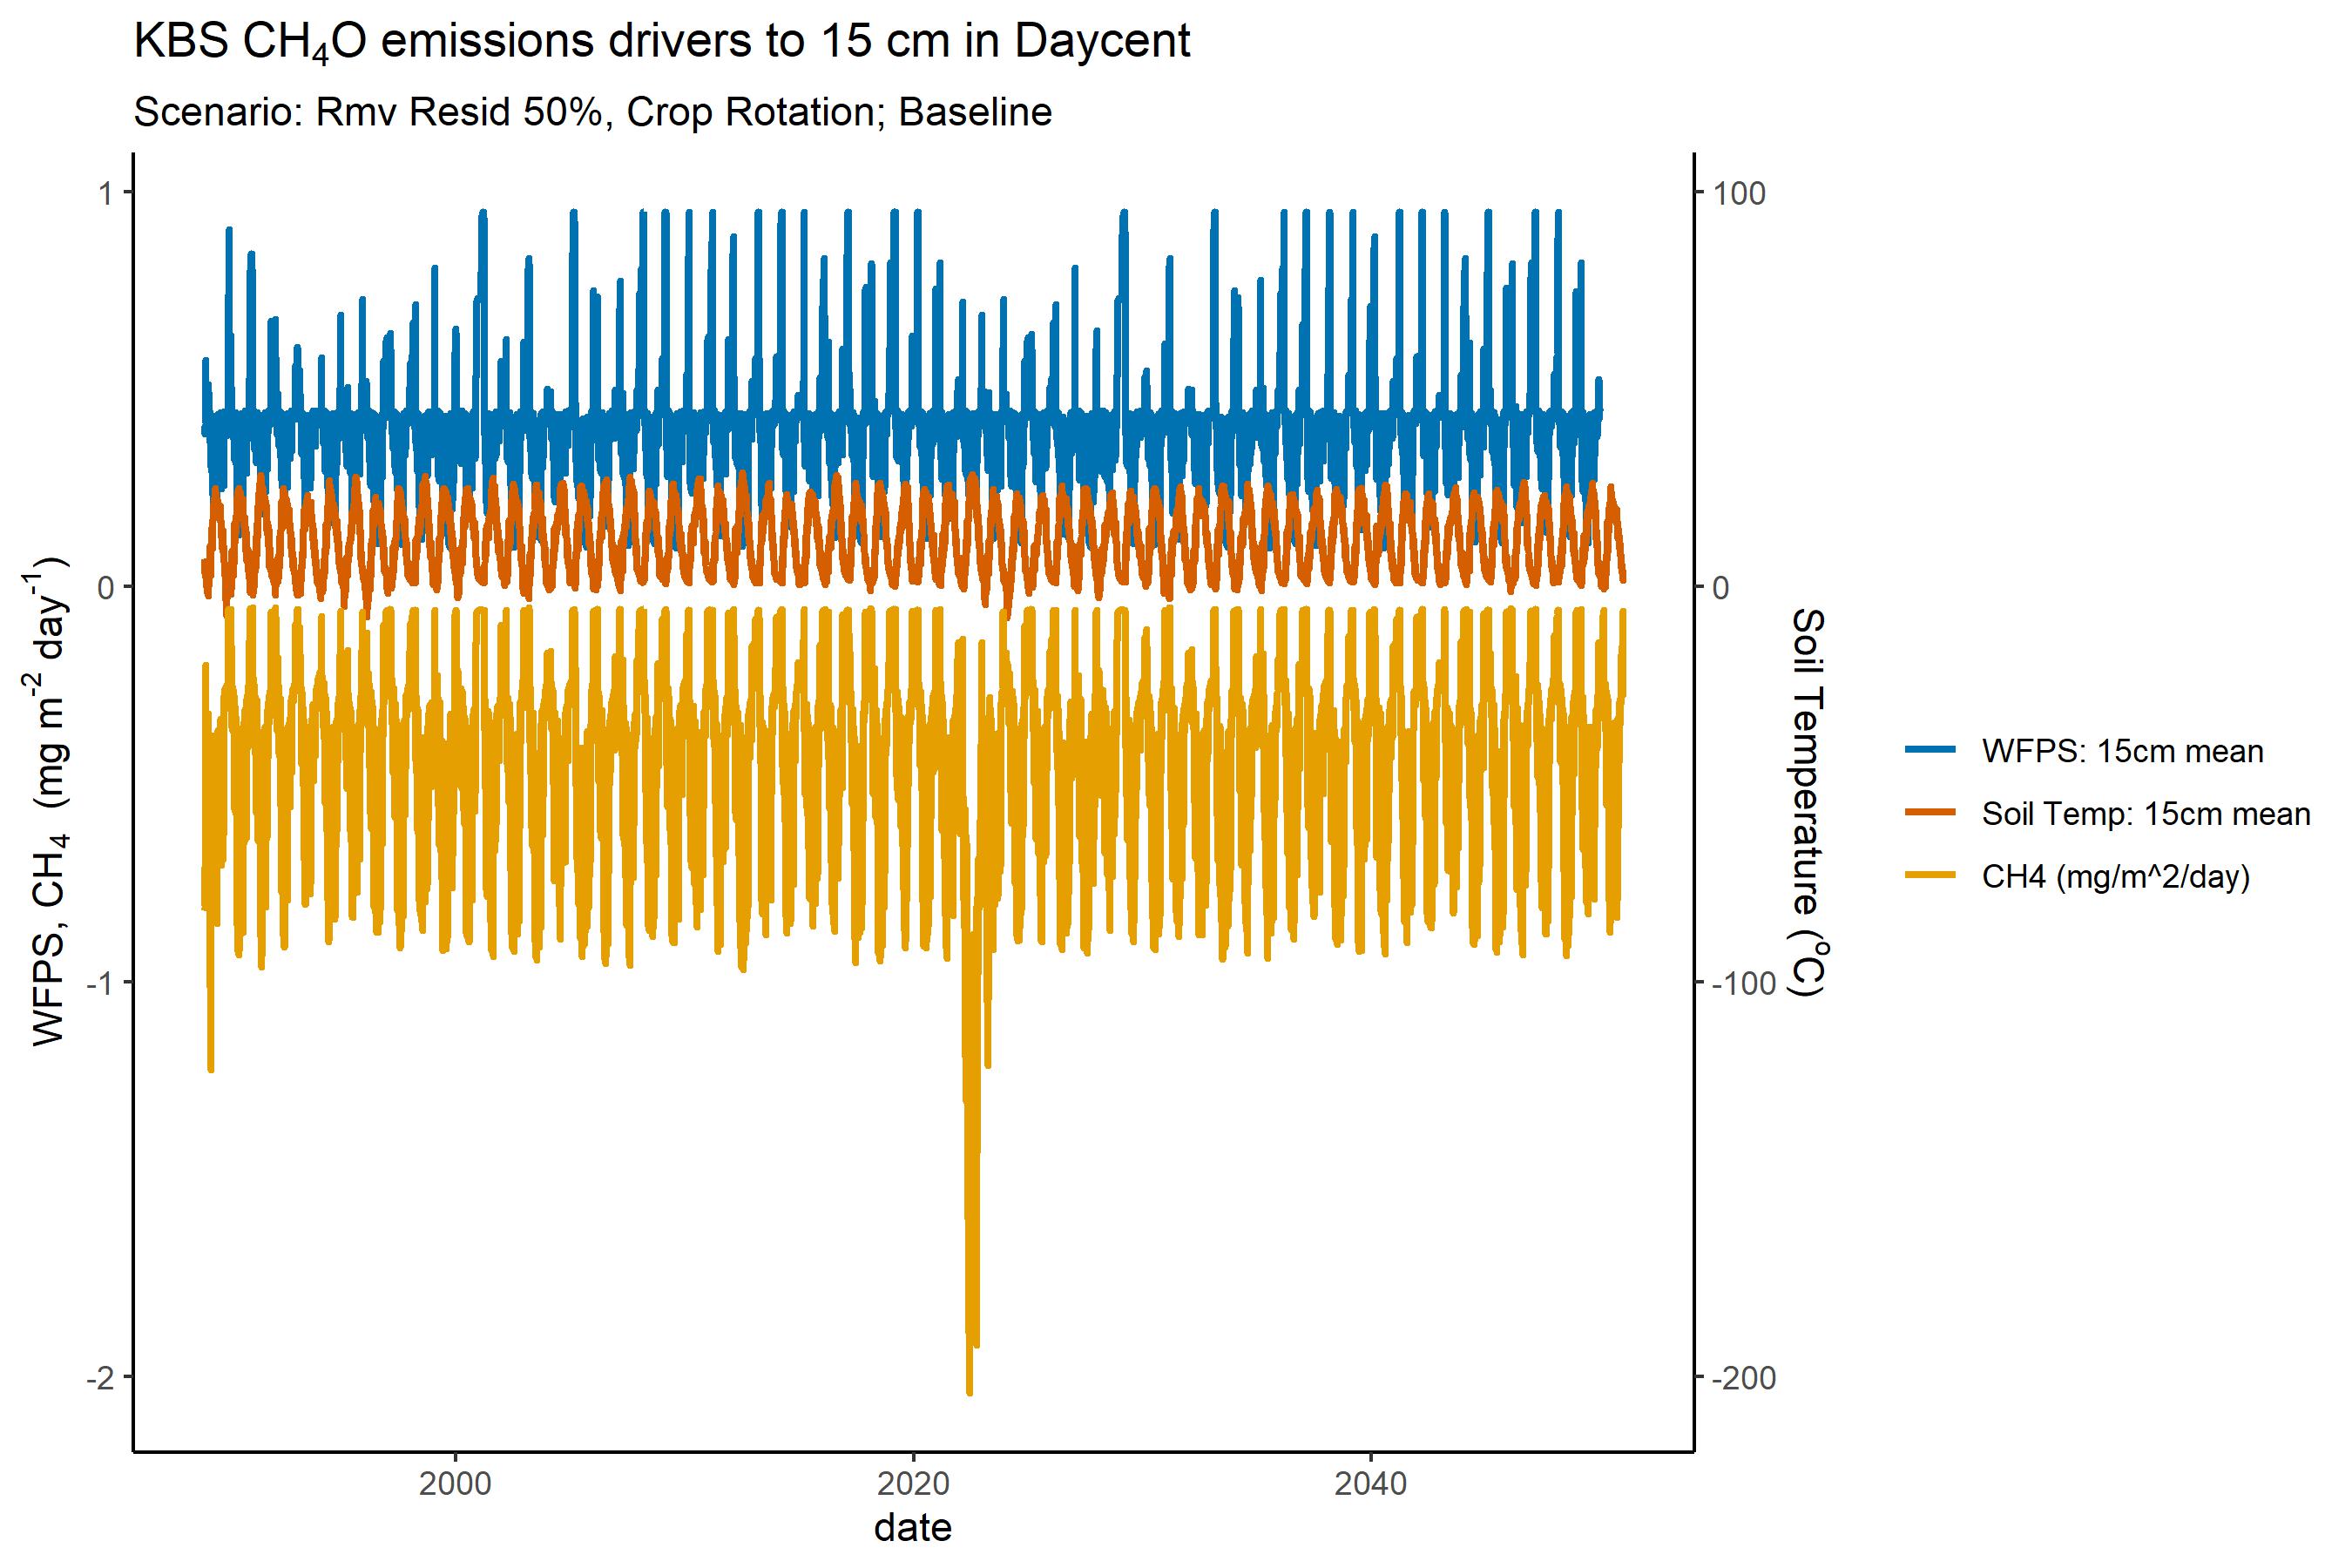 KBS CH₄O emissions drivers to 15 cm in Daycent
Scenario: Rmv Resid 50%, Crop Rotation; Baseline
WFPS, CH₄ (mg m⁻² day⁻¹)
1
0
-1
-2
100
0
-100
-200
Soil Temperature (°C)
2000
2020
2040
date
WFPS: 15cm mean
Soil Temp: 15cm mean
CH4 (mg/m^2/day)